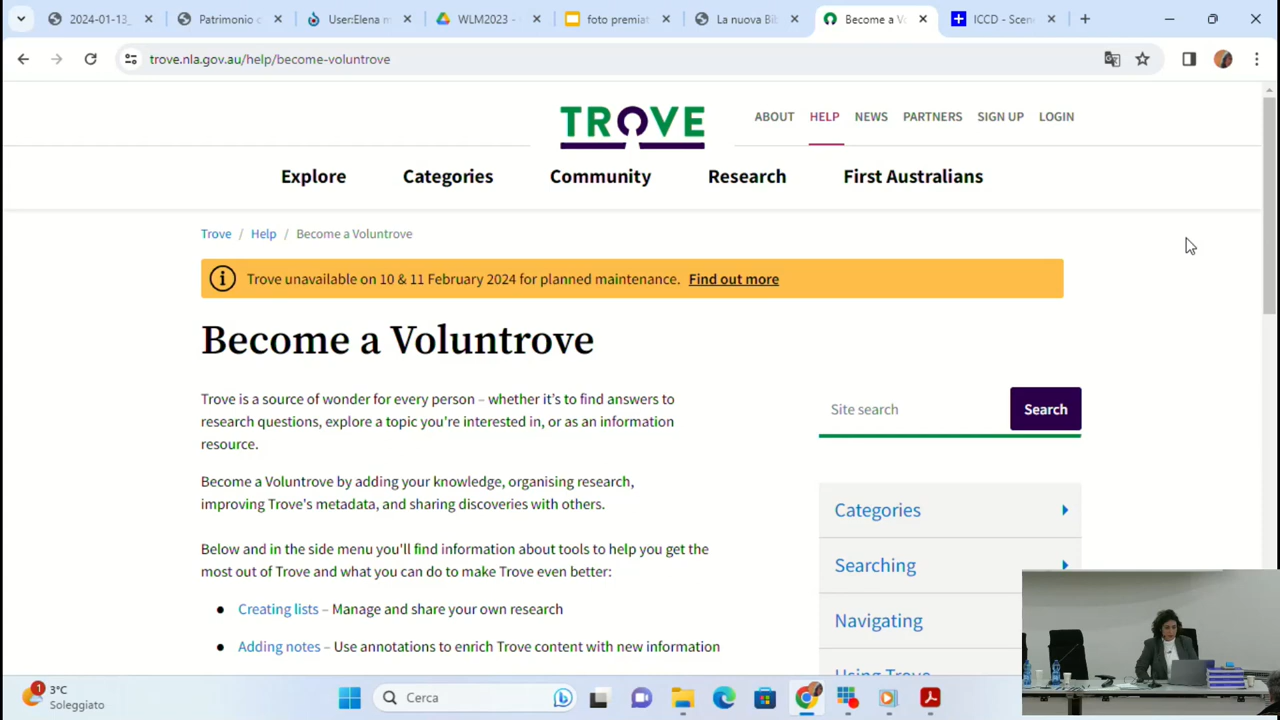 2024-01-13_
Patrimonio c
User:Elena m
WLM2023 -
foto premiat
La nuova Bib
Become a Vo
ICCD - Scen
trove.nla.gov.au/help/become-voluntrove
TROVE
ABOUT HELP NEWS PARTNERS SIGN UP LOGIN
Explore Categories Community Research First Australians
Trove / Help / Become a Voluntrove
Trove unavailable on 10 & 11 February 2024 for planned maintenance. Find out more
Become a Voluntrove
Trove is a source of wonder for every person – whether it's to find answers to
research questions, explore a topic you're interested in, or as an information
resource.
Become a Voluntrove by adding your knowledge, organising research,
improving Trove's metadata, and sharing discoveries with others.
Below and in the side menu you'll find information about tools to help you get the
most out of Trove and what you can do to make Trove even better:
● Creating lists – Manage and share your own research
● Adding notes – Use annotations to enrich Trove content with new information
Site search
Search
Categories
Searching
Navigating
Using Trove
1
3°C
Soleggiato
Cerca